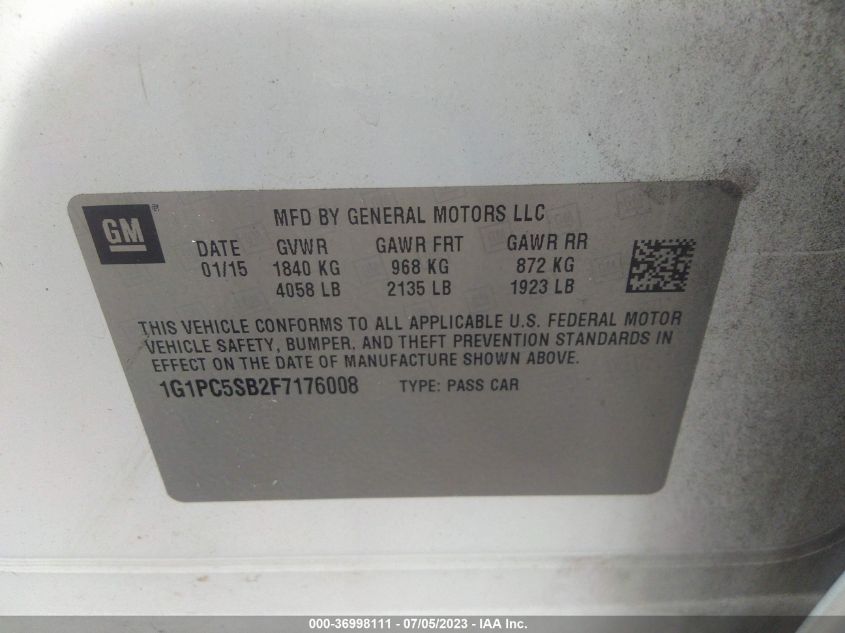 GM®
MFD BY GENERAL MOTORS LLC
DATE GVWR GAWR FRT GAWR RR
01/15 1840 KG 968 KG 872 KG
4058 LB 2135 LB 1923 LB
THIS VEHICLE CONFORMS TO ALL APPLICABLE U.S. FEDERAL MOTOR
VEHICLE SAFETY, BUMPER, AND THEFT PREVENTION STANDARDS IN
EFFECT ON THE DATE OF MANUFACTURE SHOWN ABOVE.
1G1PC5SB2F7176008 TYPE: PASS CAR
000-36998111 - 07/05/2023 - IAA Inc.